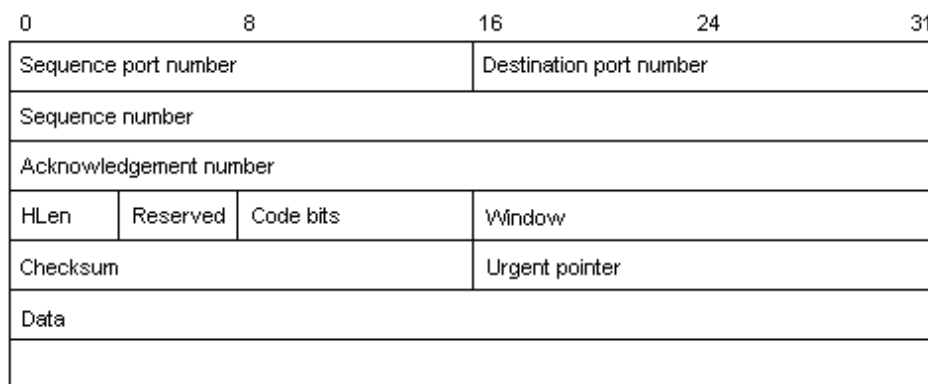 0 8 16 24 31
Sequence port number Destination port number
Sequence number
Acknowledgement number
HLen Reserved Code bits Window
Checksum Urgent pointer
Data